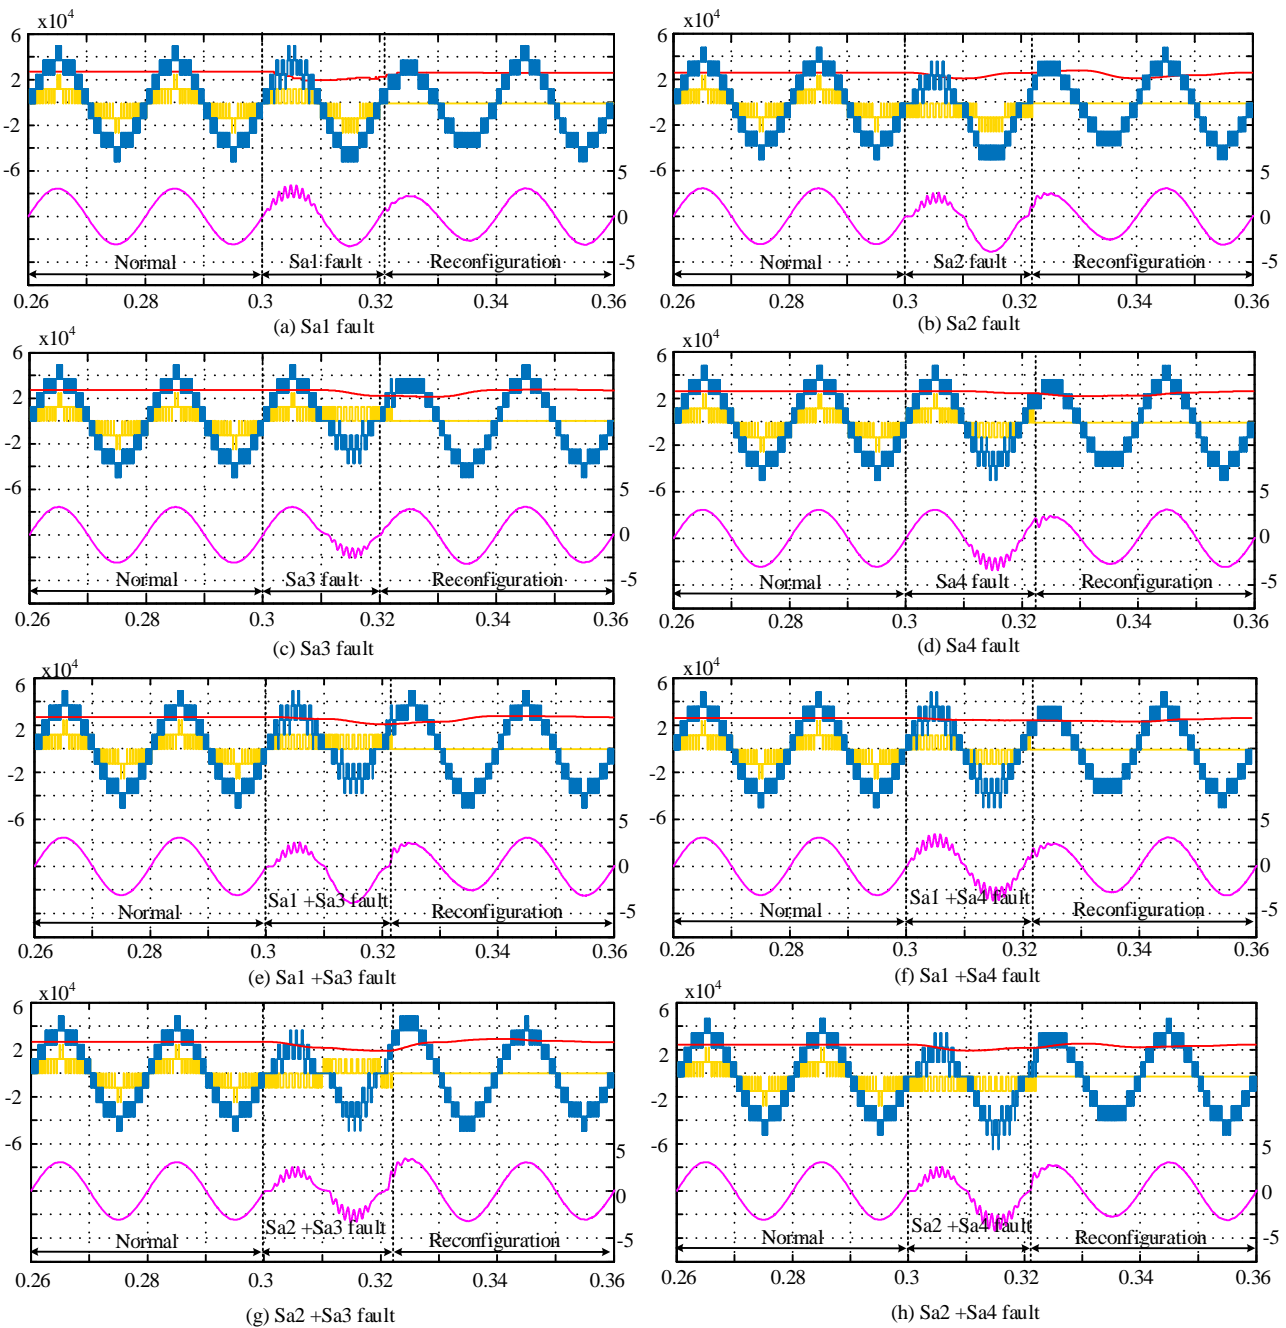 x10^4
6
2
-2
-6
5
0
-5
Normal
Sa1 fault
Reconfiguration
0.26
0.28
0.3
0.32
0.34
0.36
(a) Sa1 fault
x10^4
6
2
-2
-6
5
0
-5
Normal
Sa2 fault
Reconfiguration
0.26
0.28
0.3
0.32
0.34
0.36
(b) Sa2 fault
x10^4
6
2
-2
-6
5
0
-5
Normal
Sa3 fault
Reconfiguration
0.26
0.28
0.3
0.32
0.34
0.36
(c) Sa3 fault
x10^4
6
2
-2
-6
5
0
-5
Normal
Sa4 fault
Reconfiguration
0.26
0.28
0.3
0.32
0.34
0.36
(d) Sa4 fault
x10^4
6
2
-2
-6
5
0
-5
Sa1 +Sa3 fault
Normal
Reconfiguration
0.26
0.28
0.3
0.32
0.34
0.36
(e) Sa1 +Sa3 fault
x10^4
6
2
-2
-6
5
0
-5
Sa1 +Sa4 fault
Normal
Reconfiguration
0.26
0.28
0.3
0.32
0.34
0.36
(f) Sa1 +Sa4 fault
x10^4
6
2
-2
-6
5
0
-5
Sa2 +Sa3 fault
Normal
Reconfiguration
0.26
0.28
0.3
0.32
0.34
0.36
(g) Sa2 +Sa3 fault
x10^4
6
2
-2
-6
5
0
-5
Sa2 +Sa4 fault
Normal
Reconfiguration
0.26
0.28
0.3
0.32
0.34
0.36
(h) Sa2 +Sa4 fault